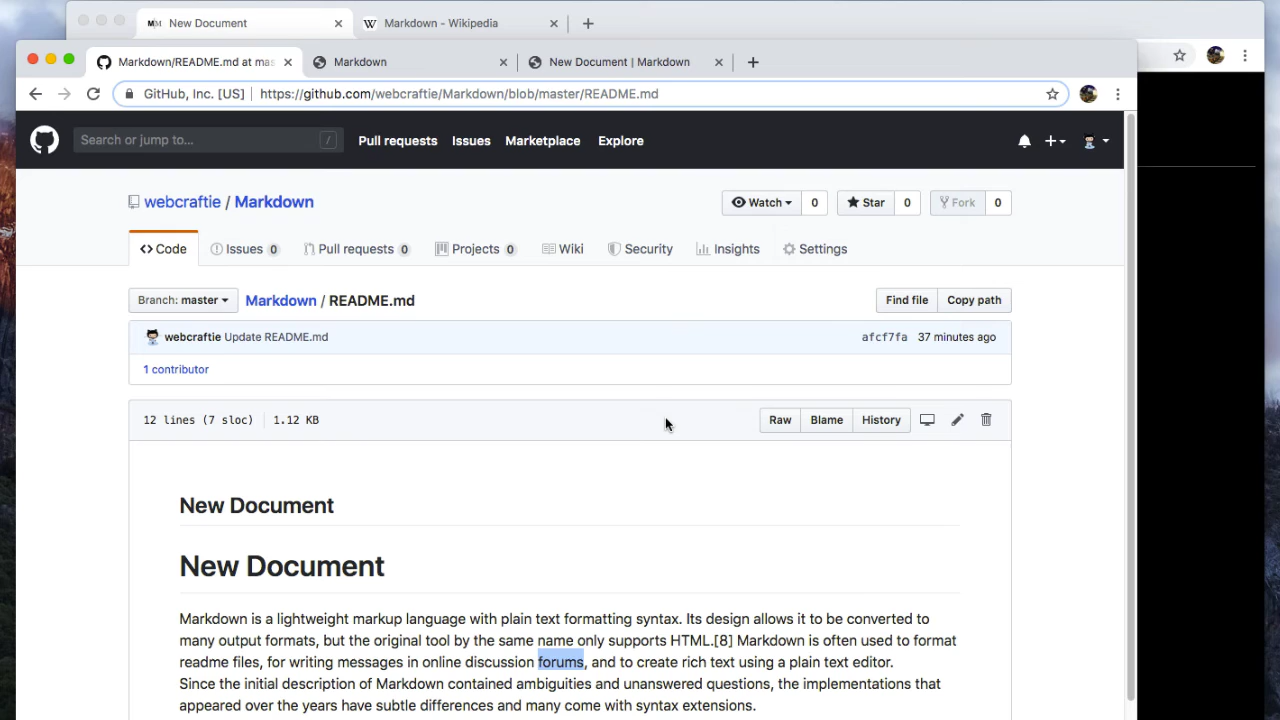 New Document
Markdown - Wikipedia
Markdown/README.md at mas
Markdown
New Document | Markdown
GitHub, Inc. [US] | https://github.com/webcraftie/Markdown/blob/master/README.md
Search or jump to... /
Pull requests Issues Marketplace Explore
webcraftie / Markdown
Watch 0 Star 0 Fork 0
Code Issues 0 Pull requests 0 Projects 0 Wiki Security Insights Settings
Branch: master Markdown / README.md Find file Copy path
webcraftie Update README.md afcf7fa 37 minutes ago
1 contributor
12 lines (7 sloc) 1.12 KB Raw Blame History
New Document
New Document
Markdown is a lightweight markup language with plain text formatting syntax. Its design allows it to be converted to
many output formats, but the original tool by the same name only supports HTML.[8] Markdown is often used to format
readme files, for writing messages in online discussion forums, and to create rich text using a plain text editor.
Since the initial description of Markdown contained ambiguities and unanswered questions, the implementations that
appeared over the years have subtle differences and many come with syntax extensions.